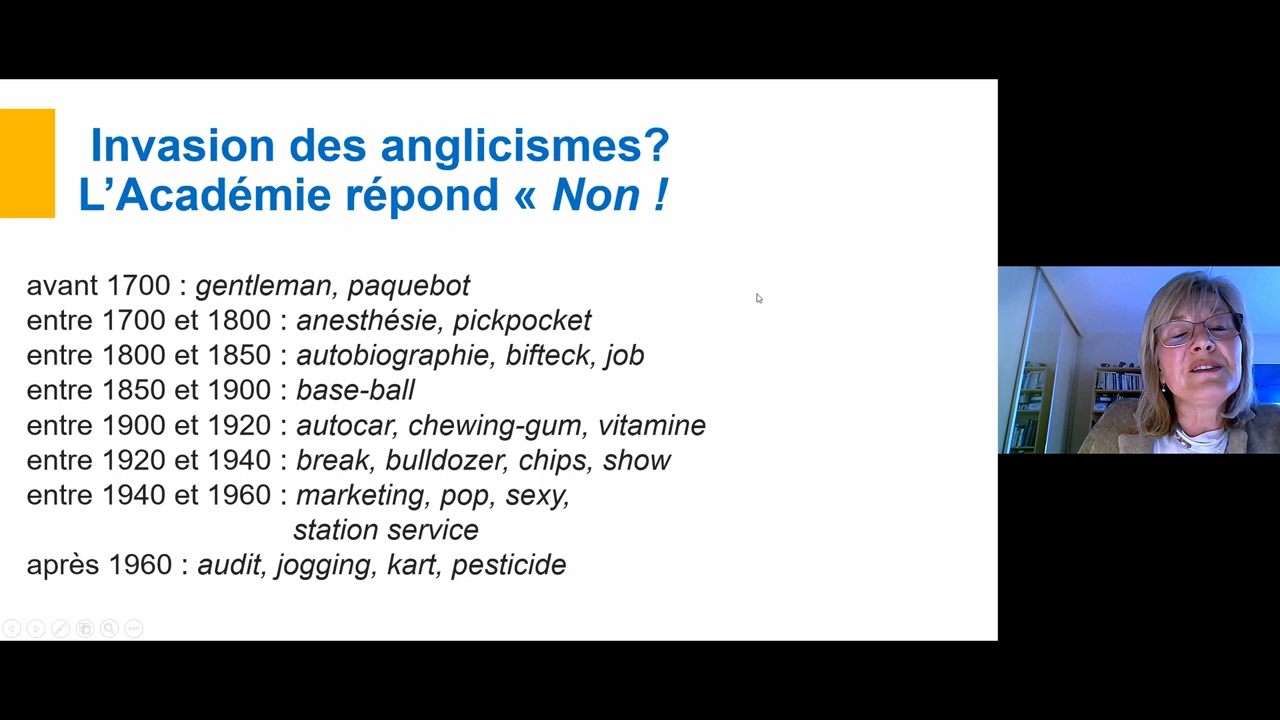 Invasion des anglicismes?
L’Académie répond « Non !
avant 1700 : gentleman, paquebot
entre 1700 et 1800 : anesthésie, pickpocket
entre 1800 et 1850 : autobiographie, bifteck, job
entre 1850 et 1900 : base-ball
entre 1900 et 1920 : autocar, chewing-gum, vitamine
entre 1920 et 1940 : break, bulldozer, chips, show
entre 1940 et 1960 : marketing, pop, sexy,
station service
après 1960 : audit, jogging, kart, pesticide